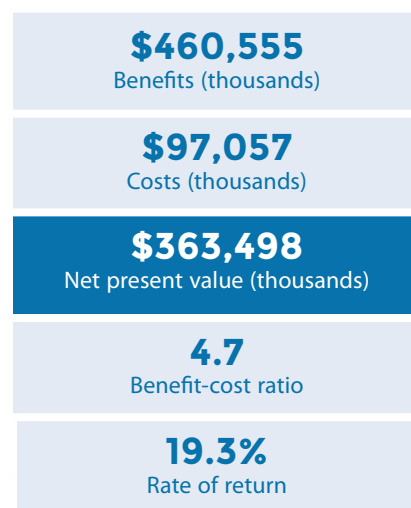 $460,555
Benefits (thousands)
$97,057
Costs (thousands)
$363,498
Net present value (thousands)
4.7
Benefit-cost ratio
19.3%
Rate of return